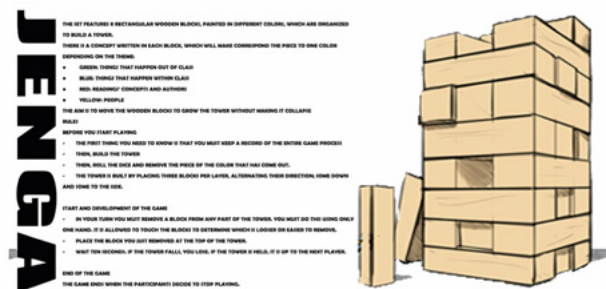 JENGA
THE SET FEATURES X RECTANGULAR WOODEN BLOCKS, PAINTED IN DIFFERENT COLORS, WHICH ARE ORGANIZED
TO BUILD A TOWER.
THERE IS A CONCEPT WRITTEN IN EACH BLOCK, WHICH WILL MAKE CORRESPOND THE PIECE TO ONE COLOR
DEPENDING ON THE THEME:
• GREEN: THINGS THAT HAPPEN OUT OF CLASS
• BLUE: THINGS THAT HAPPEN WITHIN CLASS
• RED: READINGS' CONCEPTS AND AUTHORS
• YELLOW: PEOPLE
THE AIM IS TO MOVE THE WOODEN BLOCKS TO GROW THE TOWER WITHOUT MAKING IT COLLAPSE
RULES
BEFORE YOU START PLAYING
- THE FIRST THING YOU NEED TO KNOW IS THAT YOU MUST KEEP A RECORD OF THE ENTIRE GAME PROCESS
- THEN, BUILD THE TOWER
- THEN, ROLL THE DICE AND REMOVE THE PIECE OF THE COLOR THAT HAS COME OUT.
- THE TOWER IS BUILT BY PLACING THREE BLOCKS PER LAYER, ALTERNATING THEIR DIRECTION, SOME DOWN
AND SOME TO THE SIDE.
START AND DEVELOPMENT OF THE GAME
- IN YOUR TURN YOU MUST REMOVE A BLOCK FROM ANY PART OF THE TOWER. YOU MUST DO THIS USING ONLY
ONE HAND. IT IS ALLOWED TO TOUCH THE BLOCKS TO DETERMINE WHICH IS LOOSER OR EASIER TO REMOVE.
- PLACE THE BLOCK YOU JUST REMOVED AT THE TOP OF THE TOWER.
- WAIT TEN SECONDS. IF THE TOWER FALLS, YOU LOSE. IF THE TOWER IS HELD, IT IS UP TO THE NEXT PLAYER.
END OF THE GAME
THE GAME ENDS WHEN THE PARTICIPANTS DECIDE TO STOP PLAYING.